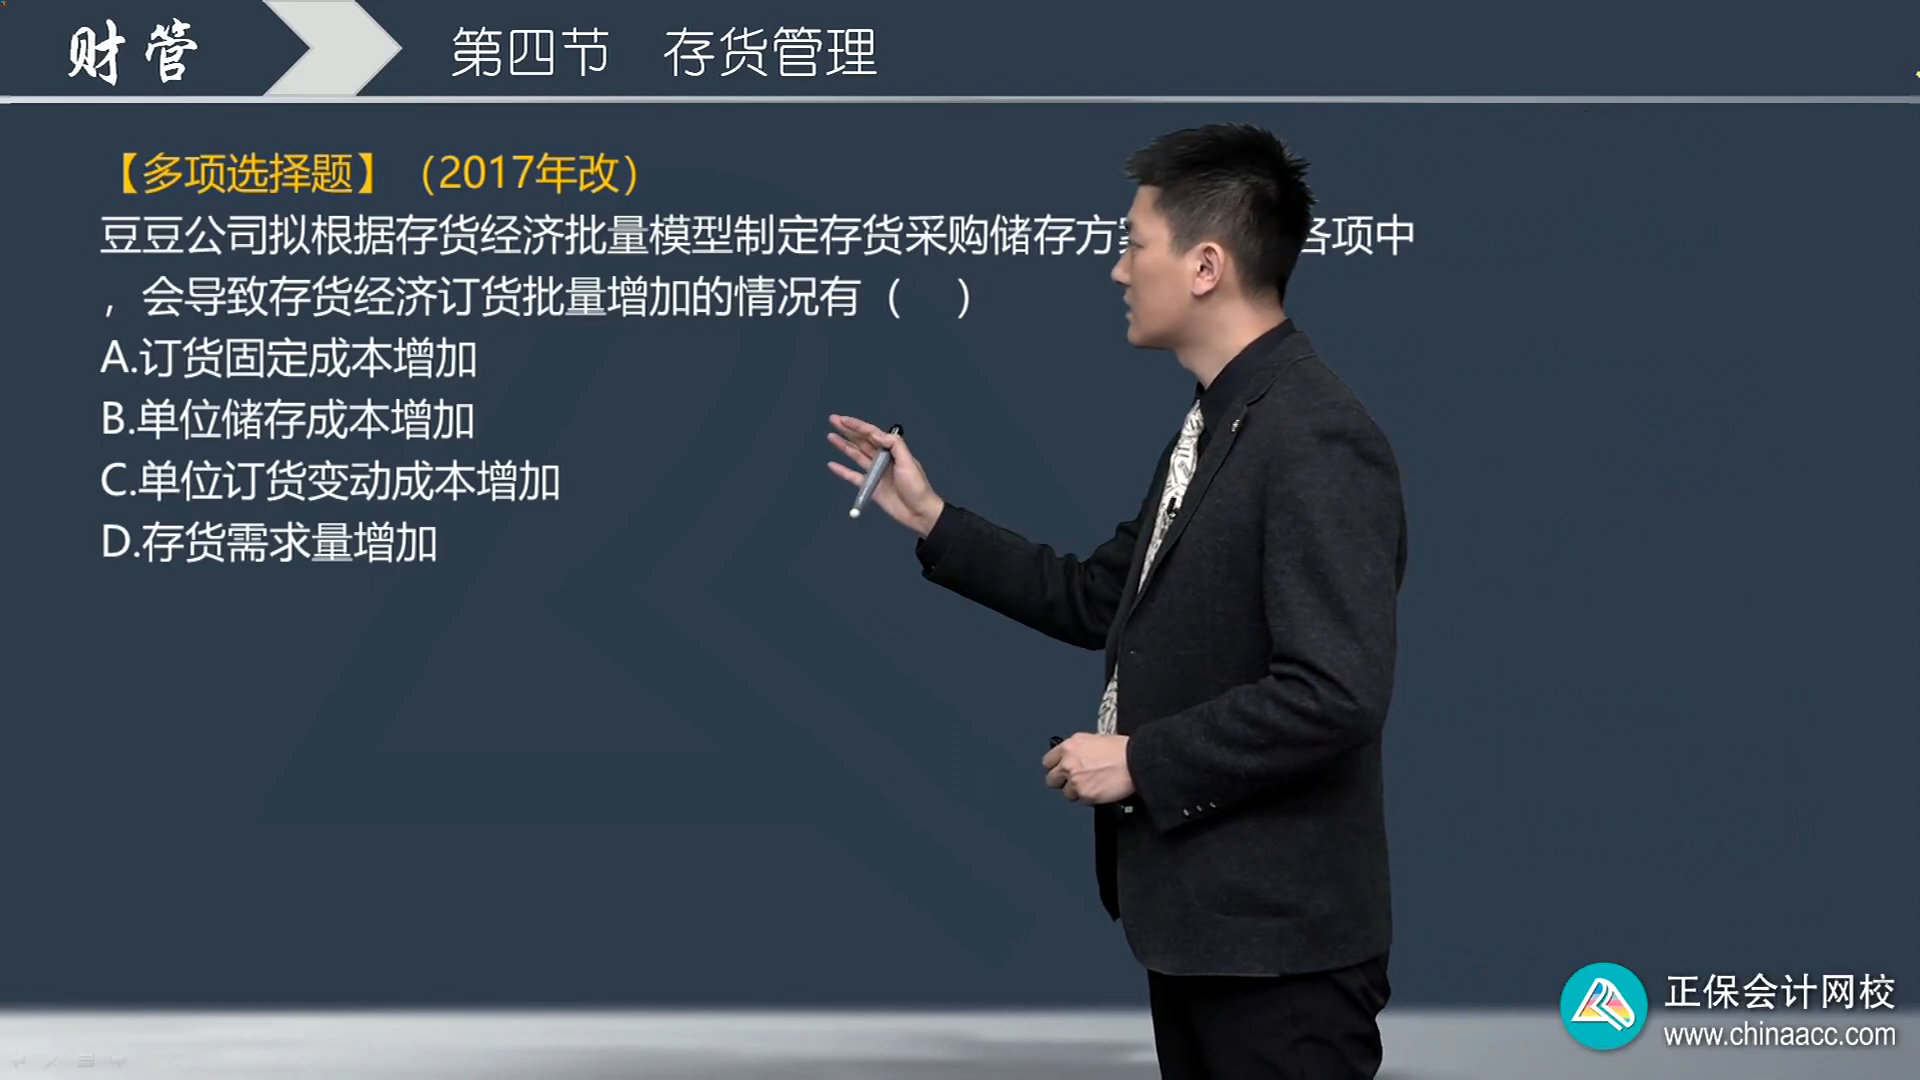 财管
第四节 存货管理
【多项选择题】（2017年改）
豆豆公司拟根据存货经济批量模型制定存货采购储存方 各项中
，会导致存货经济订货批量增加的情况有（ ）
A.订货固定成本增加
B.单位储存成本增加
C.单位订货变动成本增加
D.存货需求量增加
正保会计网校
www.chinaacc.com